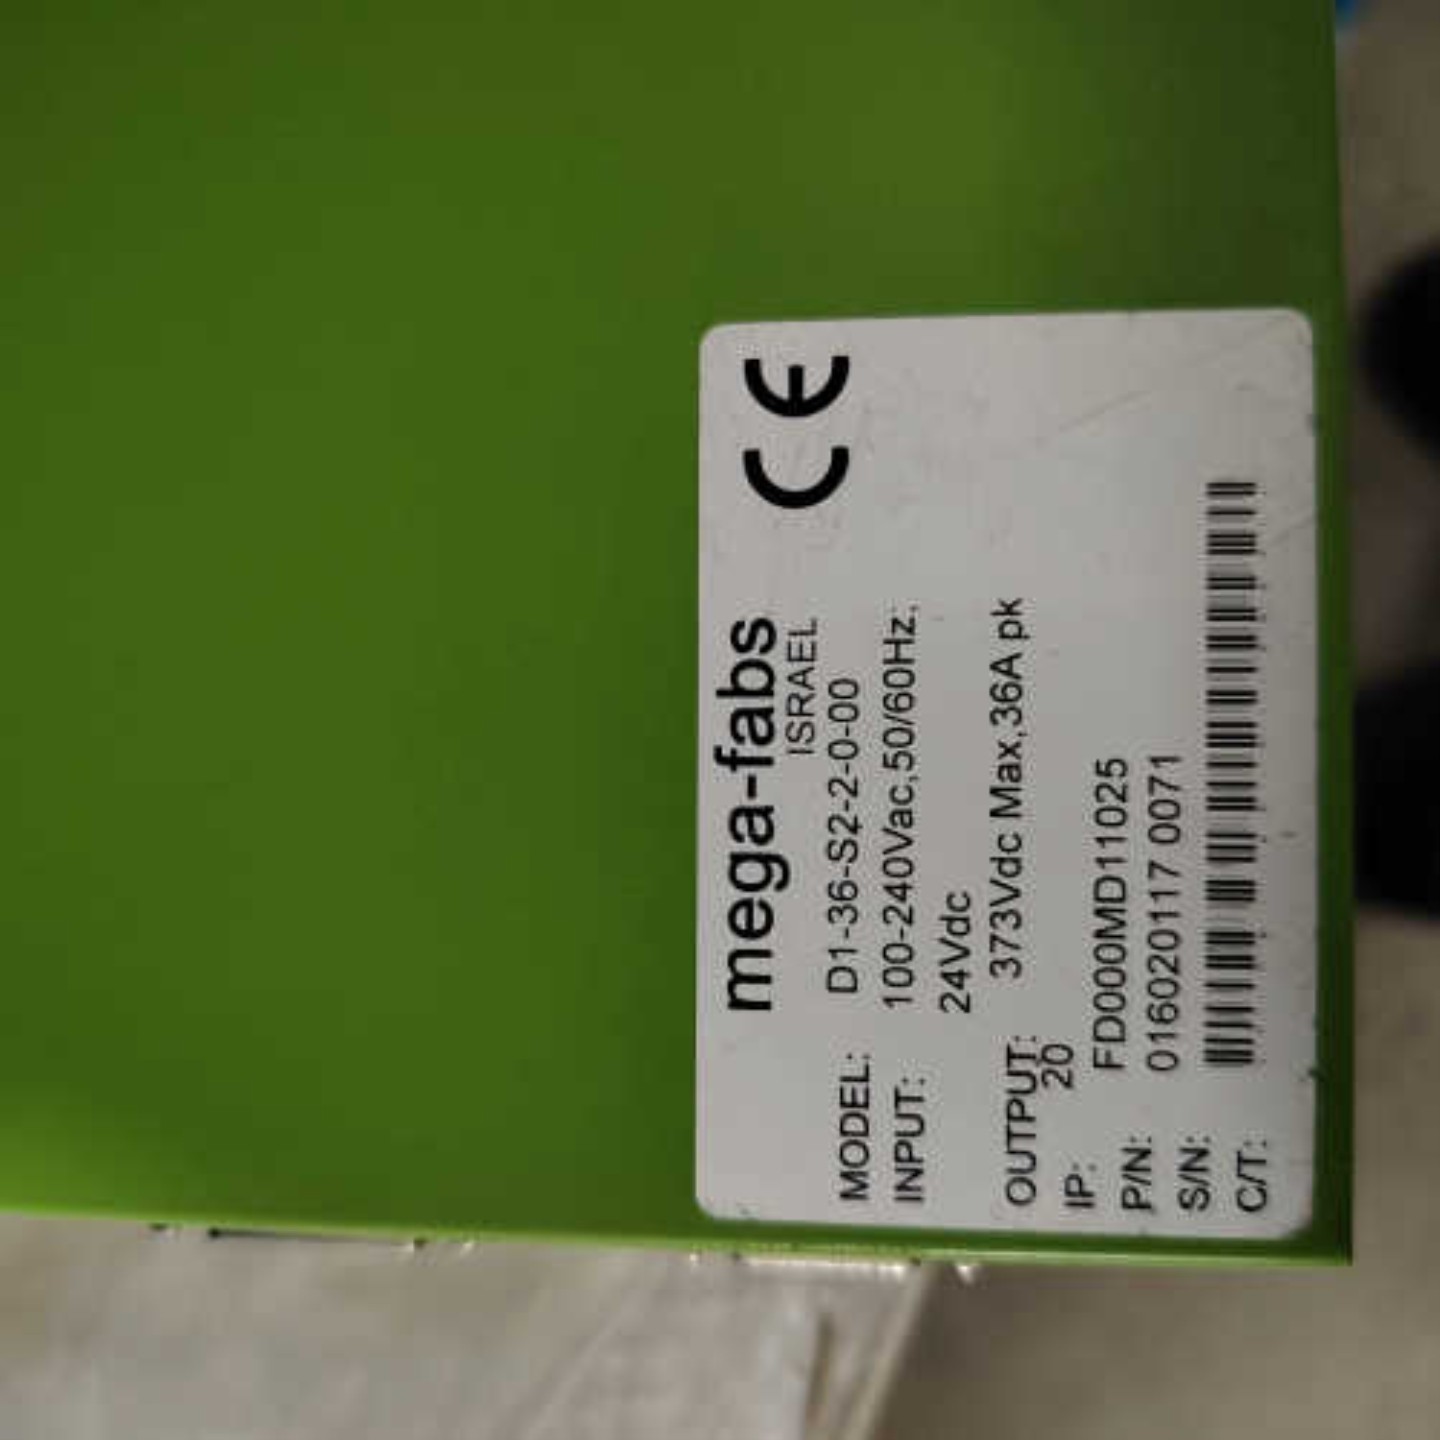 mega-fabs
ISRAEL
CE
MODEL: D1-36-S2-2-0-00
INPUT: 100-240Vac,50/60Hz,
24Vdc
OUTPUT: 373Vdc Max,36A pk
IP: 20
P/N: FD000MD11025
S/N: 016020117 0071
C/T: